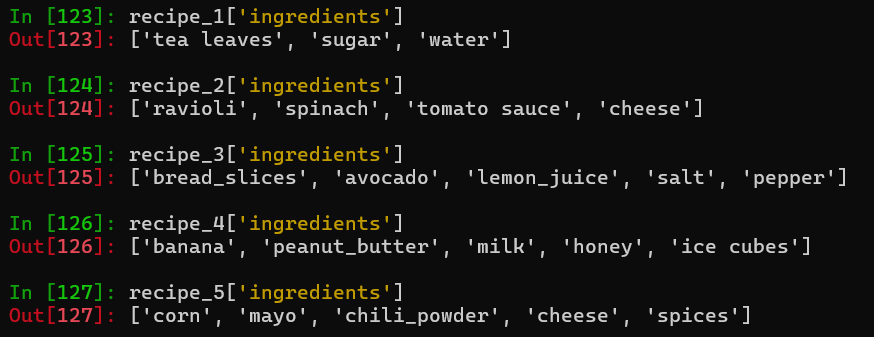 In [123]: recipe_1['ingredients']
Out[123]: ['tea leaves', 'sugar', 'water']
In [124]: recipe_2['ingredients']
Out[124]: ['ravioli', 'spinach', 'tomato sauce', 'cheese']
In [125]: recipe_3['ingredients']
Out[125]: ['bread_slices', 'avocado', 'lemon_juice', 'salt', 'pepper']
In [126]: recipe_4['ingredients']
Out[126]: ['banana', 'peanut_butter', 'milk', 'honey', 'ice cubes']
In [127]: recipe_5['ingredients']
Out[127]: ['corn', 'mayo', 'chili_powder', 'cheese', 'spices']